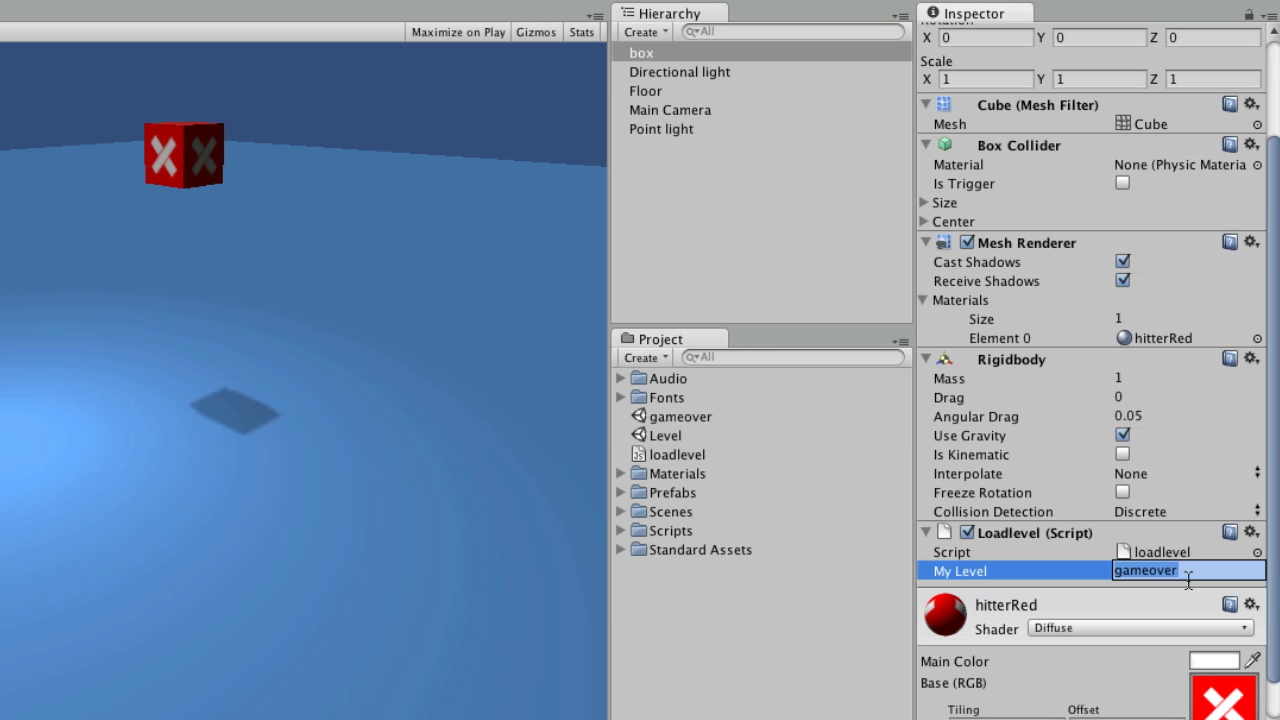 Maximize on Play Gizmos Stats
Hierarchy
Create All
box
Directional light
Floor
Main Camera
Point light
Project
Create All
Audio
Fonts
gameover
Level
loadlevel
Materials
Prefabs
Scenes
Scripts
Standard Assets
Inspector
Rotation
X 0 Y 0 Z 0
Scale
X 1 Y 1 Z 1
Cube (Mesh Filter)
Mesh Cube
Box Collider
Material None (Physic Materia
Is Trigger
Size
Center
Mesh Renderer
Cast Shadows
Receive Shadows
Materials
Size 1
Element 0 hitterRed
Rigidbody
Mass 1
Drag 0
Angular Drag 0.05
Use Gravity
Is Kinematic
Interpolate None
Freeze Rotation
Collision Detection Discrete
Loadlevel (Script)
Script loadlevel
My Level gameover
hitterRed
Shader Diffuse
Main Color
Base (RGB)
Tiling Offset